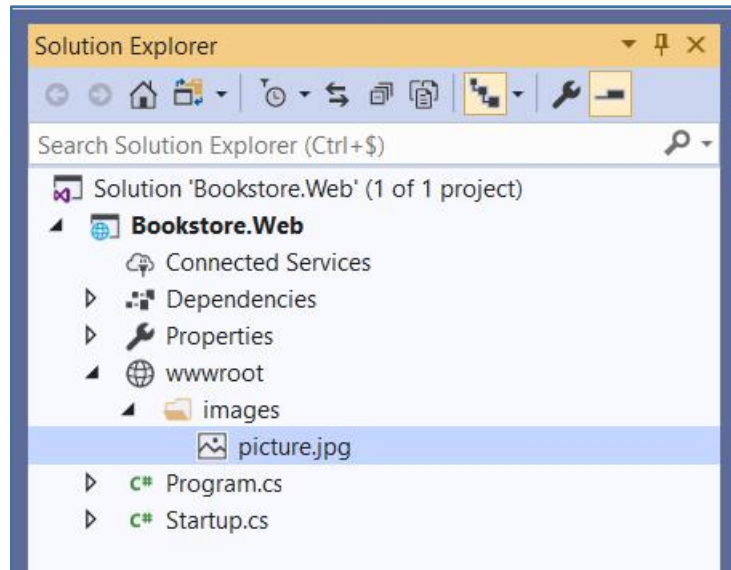 Solution Explorer
Search Solution Explorer (Ctrl+$)
Solution 'Bookstore.Web' (1 of 1 project)
Bookstore.Web
Connected Services
Dependencies
Properties
wwwroot
images
picture.jpg
C# Program.cs
C# Startup.cs